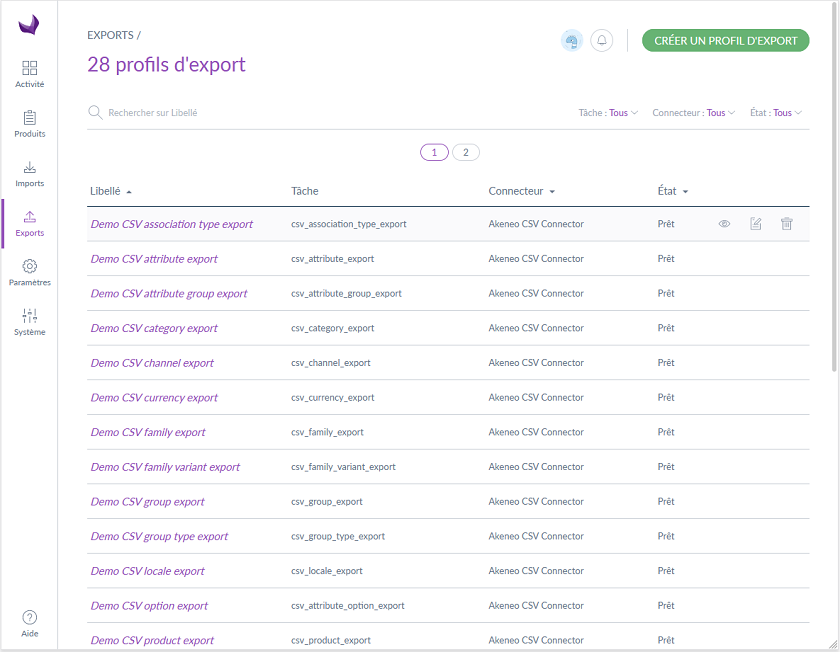 EXPORTS /
28 profils d'export
CRÉER UN PROFIL D'EXPORT
Activité
Produits
Imports
Exports
Paramètres
Système
Aide
Rechercher sur Libellé
Tâche : Tous
Connecteur : Tous
État : Tous
1 2
Libellé Tâche Connecteur État
Demo CSV association type export csv_association_type_export Akeneo CSV Connector Prêt
Demo CSV attribute export csv_attribute_export Akeneo CSV Connector Prêt
Demo CSV attribute group export csv_attribute_group_export Akeneo CSV Connector Prêt
Demo CSV category export csv_category_export Akeneo CSV Connector Prêt
Demo CSV channel export csv_channel_export Akeneo CSV Connector Prêt
Demo CSV currency export csv_currency_export Akeneo CSV Connector Prêt
Demo CSV family export csv_family_export Akeneo CSV Connector Prêt
Demo CSV family variant export csv_family_variant_export Akeneo CSV Connector Prêt
Demo CSV group export csv_group_export Akeneo CSV Connector Prêt
Demo CSV group type export csv_group_type_export Akeneo CSV Connector Prêt
Demo CSV locale export csv_locale_export Akeneo CSV Connector Prêt
Demo CSV option export csv_attribute_option_export Akeneo CSV Connector Prêt
Demo CSV product export csv_product_export Akeneo CSV Connector Prêt